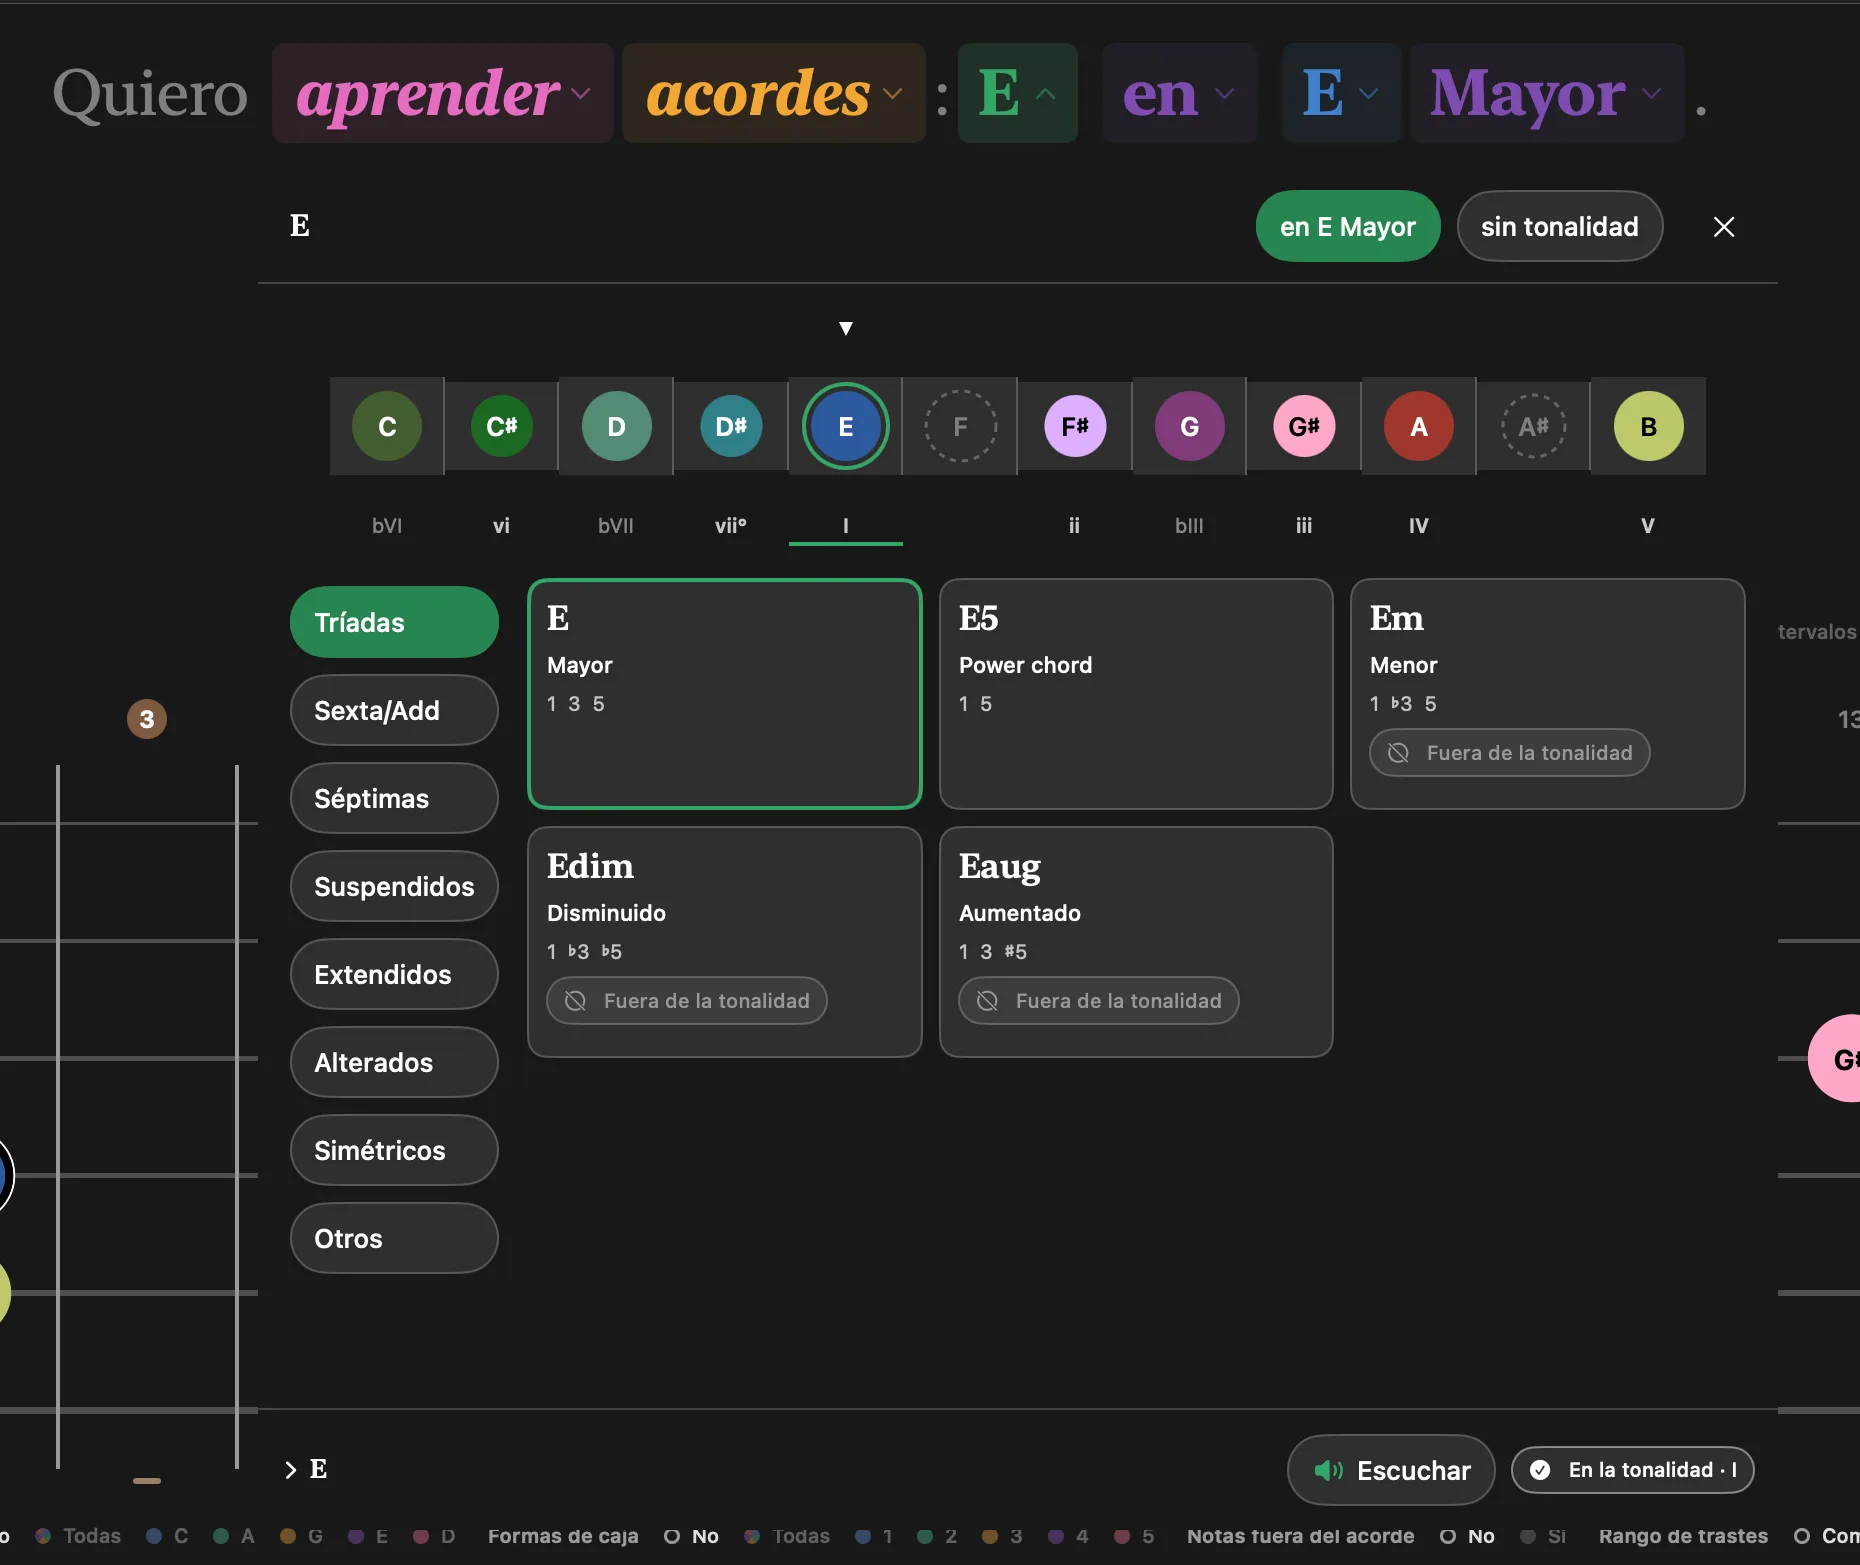 Quiero aprender acordes : E en E Mayor .
E en E Mayor sin tonalidad
C C# D D# E F F# G G# A A# B
bVI vi bVII vii° I ii bIII iii IV V
Tríadas
Sexta/Add
Séptimas
Suspendidos
Extendidos
Alterados
Simétricos
Otros
E
Mayor
1 3 5
E5
Power chord
1 5
Em
Menor
1 ♭3 5
Fuera de la tonalidad
Edim
Disminuido
1 ♭3 ♭5
Fuera de la tonalidad
Eaug
Aumentado
1 3 #5
Fuera de la tonalidad
3
tervalos
13
G#
E Escuchar En la tonalidad · I
o Todas C A G E D Formas de caja No Todas 1 2 3 4 5 Notas fuera del acorde No Sí Rango de trastes Com